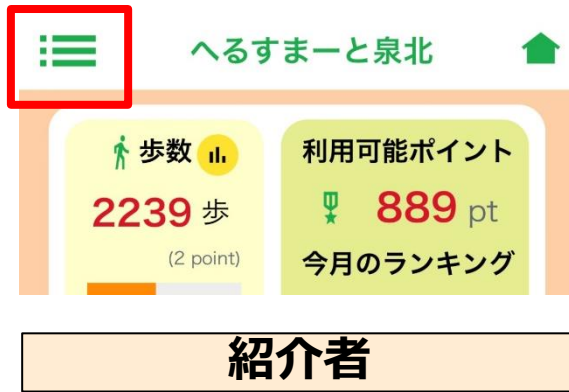 へるすまーと泉北
歩数
2239 歩
(2 point)
利用可能ポイント
889 pt
今月のランキング
紹介者